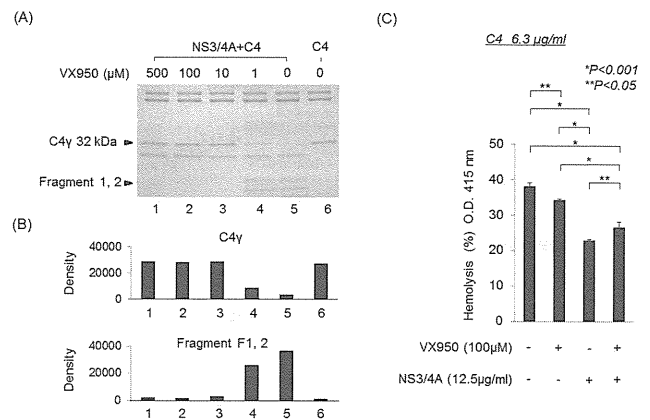 (A)
NS3/4A+C4 C4
VX950 (µM) 500 100 10 1 0 0
C4γ 32 kDa
Fragment 1, 2
1 2 3 4 5 6
(B)
C4γ
Density
40000
20000
0
1 2 3 4 5 6
Fragment F1, 2
Density
40000
20000
0
1 2 3 4 5 6
(C)
C4 6.3 µg/ml
*P<0.001
**P<0.05
**
*
*
*
*
**
Hemolysis (%) O.D. 415 nm
50
40
30
20
10
0
VX950 (100µM) - + - +
NS3/4A (12.5µg/ml) - - + +